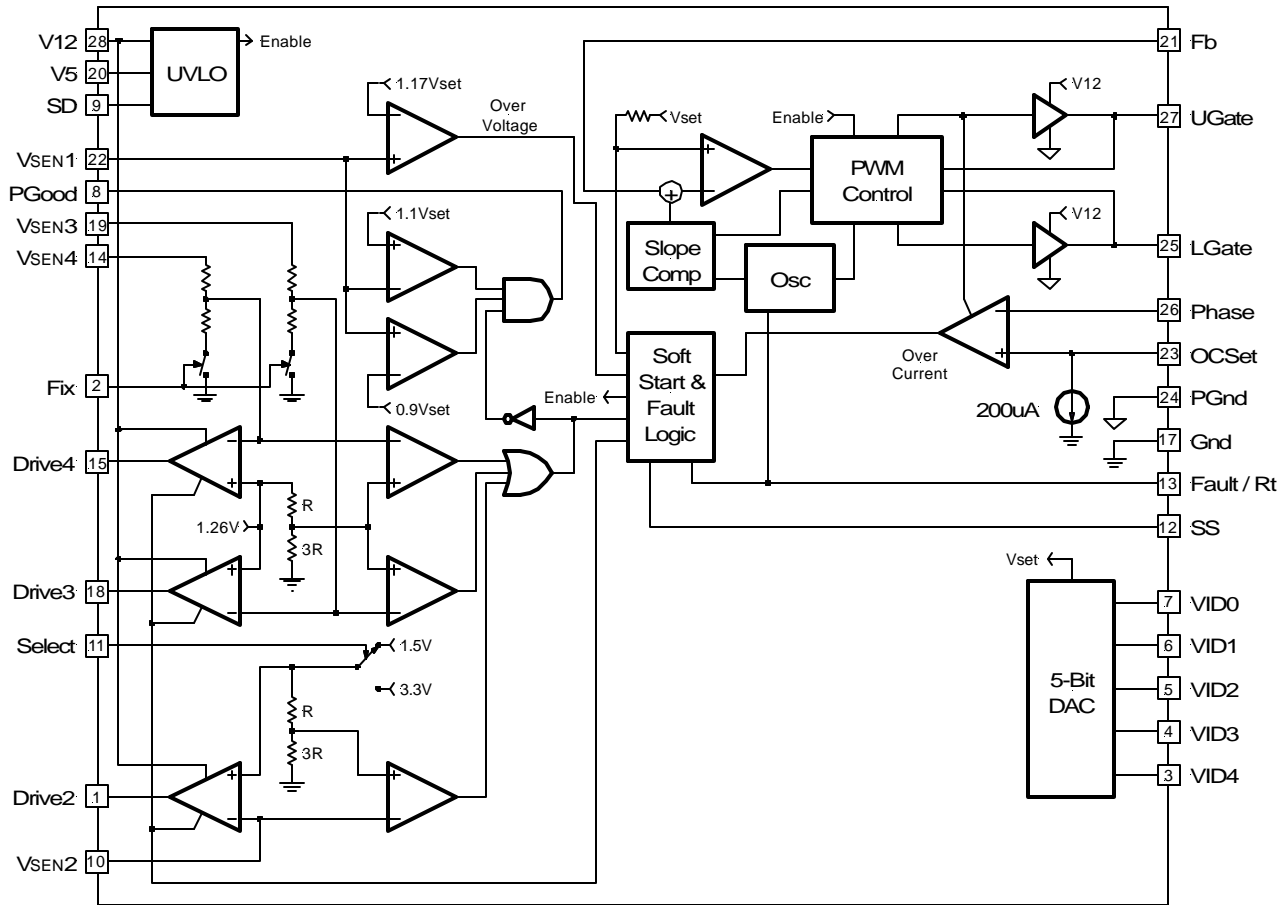 V12
28
Enable
V5
20
UVLO
SD
9
VSEN1
22
PGood
8
VSEN3
19
VSEN4
14
Fix
2
Drive4
15
Drive3
18
Select
11
Drive2
1
VSEN2
10
1.17Vset
Over
Voltage
1.1Vset
0.9Vset
1.26V
R
3R
1.5V
3.3V
R
3R
Vset
Enable
PWM
Control
Slope
Comp
Osc
V12
V12
Soft
Start &
Fault
Logic
Enable
Over
Current
200uA
21
Fb
27
UGate
25
LGate
26
Phase
23
OCSet
24
PGnd
17
Gnd
13
Fault / Rt
12
SS
Vset
5-Bit
DAC
7
VID0
6
VID1
5
VID2
4
VID3
3
VID4